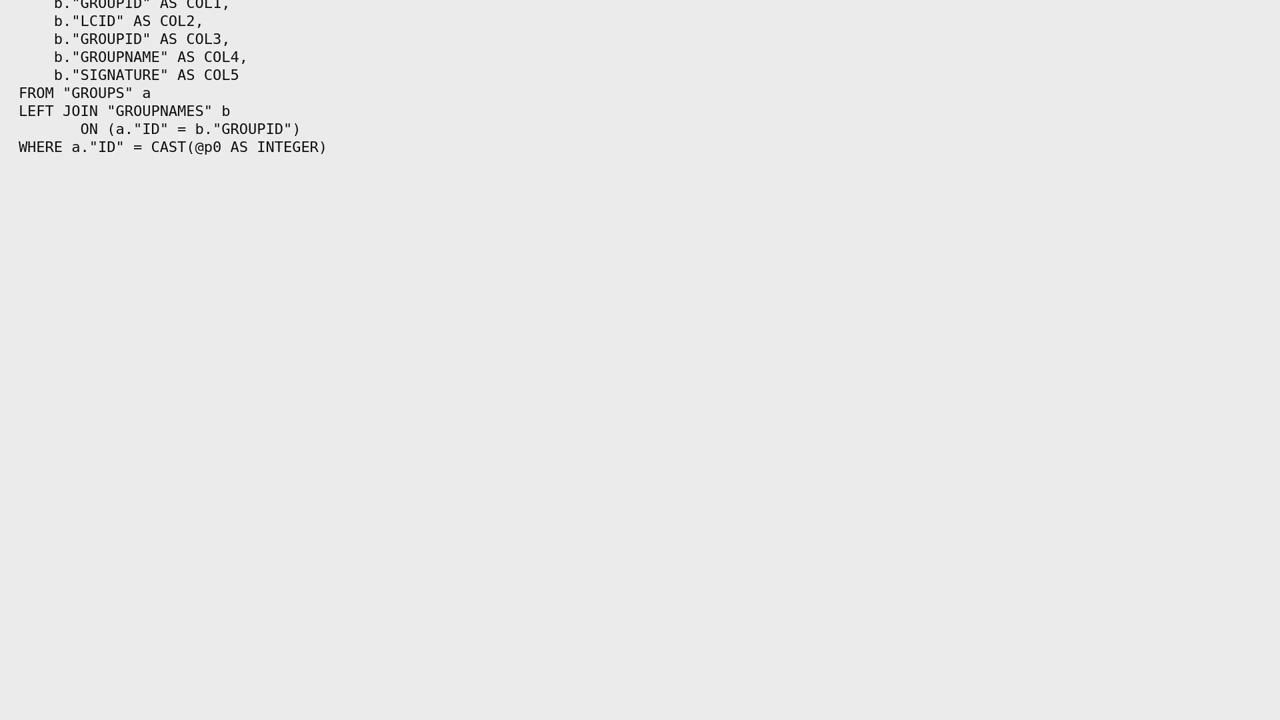 b."GROUPID" AS COL1,
b."LCID" AS COL2,
b."GROUPID" AS COL3,
b."GROUPNAME" AS COL4,
b."SIGNATURE" AS COL5
FROM "GROUPS" a
LEFT JOIN "GROUPNAMES" b
ON (a."ID" = b."GROUPID")
WHERE a."ID" = CAST(@p0 AS INTEGER)